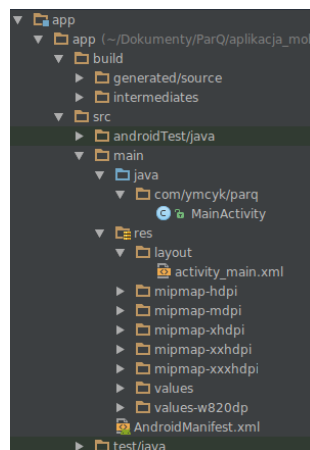 app
app (~/Dokumenty/ParQ/aplikacja_mo
build
generated/source
intermediates
src
androidTest/java
main
java
com/ymcyk/parq
MainActivity
res
layout
activity_main.xml
mipmap-hdpi
mipmap-mdpi
mipmap-xhdpi
mipmap-xxhdpi
mipmap-xxxhdpi
values
values-w820dp
AndroidManifest.xml
test/java